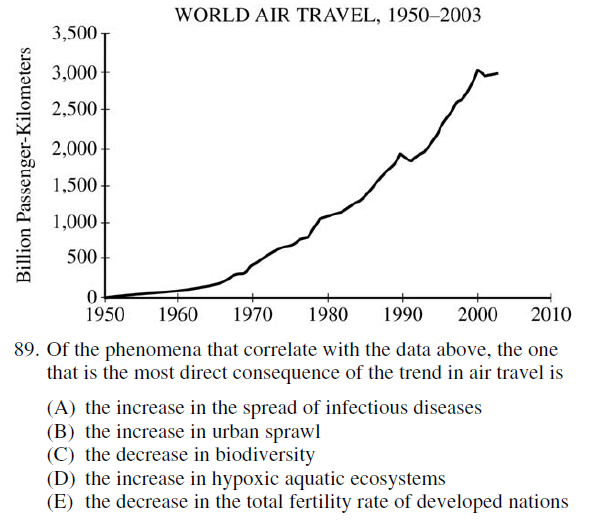 WORLD AIR TRAVEL, 1950–2003
Billion Passenger-Kilometers
3,500
3,000
2,500
2,000
1,500
1,000
500
0
1950 1960 1970 1980 1990 2000 2010
89. Of the phenomena that correlate with the data above, the one
that is the most direct consequence of the trend in air travel is
(A) the increase in the spread of infectious diseases
(B) the increase in urban sprawl
(C) the decrease in biodiversity
(D) the increase in hypoxic aquatic ecosystems
(E) the decrease in the total fertility rate of developed nations